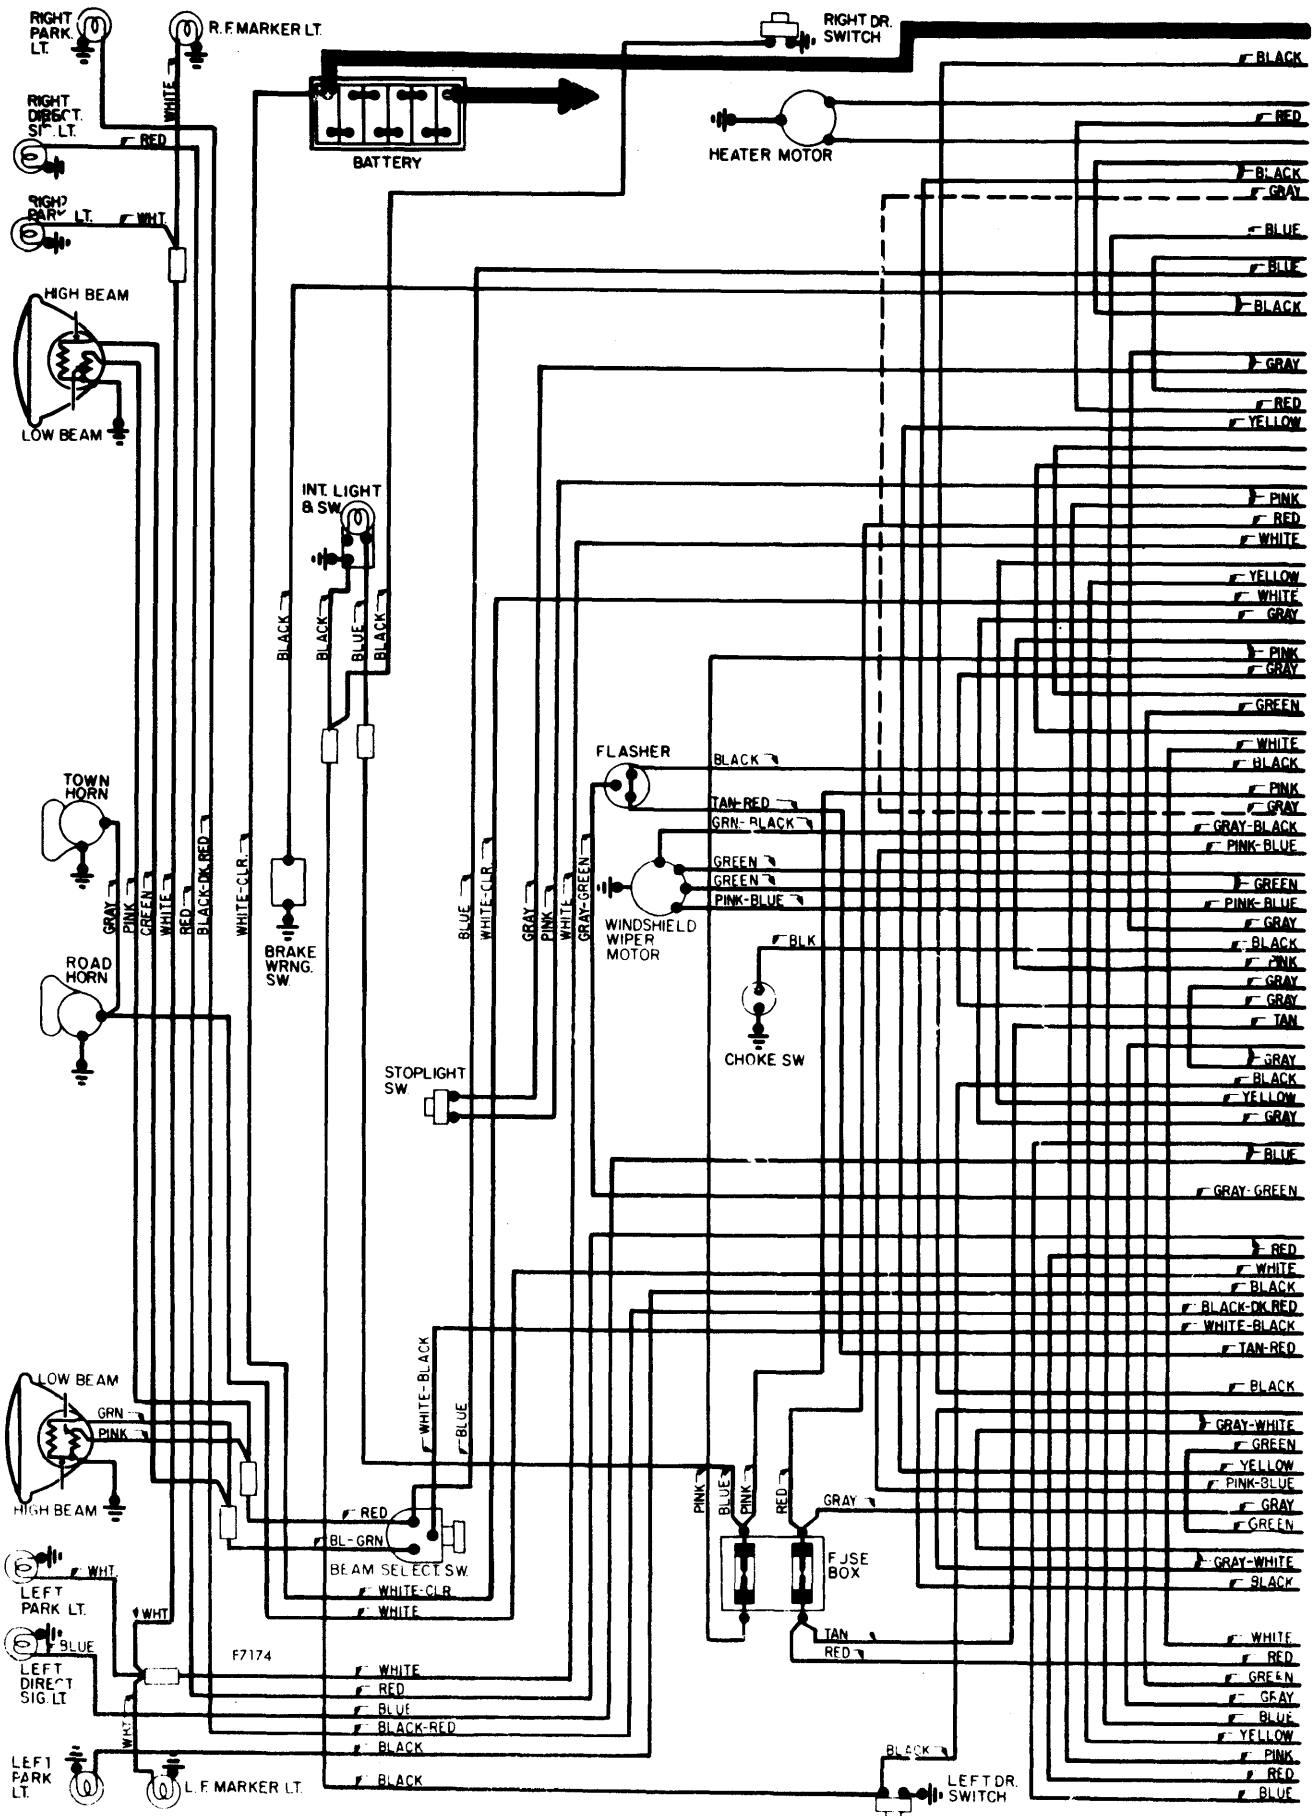 RIGHT
PARK.
LT.
R.F. MARKER LT.
RIGHT DR.
SWITCH
BLACK
WHITE
RIGHT
DIRECT.
SIG. LT.
RED
BATTERY
HEATER MOTOR
RED
BLACK
GRAY
RIGHT
PARK LT.
WHT.
BLUE
BLUE
HIGH BEAM
BLACK
GRAY
LOW BEAM
RED
YELLOW
INT. LIGHT
& SW.
PINK
RED
WHITE
YELLOW
WHITE
GRAY
BLACK
BLACK
BLUE
BLACK
PINK
GRAY
GREEN
WHITE
FLASHER
BLACK
BLACK
TOWN
HORN
PINK
TAN-RED
GRAY
GRN-BLACK
GRAY-BLACK
PINK-BLUE
GREEN
GREEN
GREEN
PINK-BLUE
PINK-BLUE
GRAY
PINK
GREEN
WHITE
RED
BLACK-DK.RED
WHITE-CLR.
BLUE
WHITE-CLR.
GRAY
PINK
WHITE
GRAY-GREEN
WINDSHIELD
WIPER
MOTOR
GRAY
BLK
BLACK
BRAKE
WRNG.
SW.
ROAD
HORN
PINK
GRAY
GRAY
TAN
CHOKE SW
GRAY
STOPLIGHT
SW.
BLACK
YELLOW
GRAY
BLUE
GRAY-GREEN
RED
WHITE
BLACK
BLACK-DK.RED
WHITE-BLACK
TAN-RED
WHITE-BLACK
BLUE
LOW BEAM
BLACK
GRN
PINK
GRAY-WHITE
GREEN
YELLOW
PINK-BLUE
PINK
BLUE
PINK
RED
GRAY
GRAY
GREEN
HIGH BEAM
RED
BL-GRN
BEAM SELECT. SW.
FUSE
BOX
GRAY-WHITE
BLACK
WHT.
LEFT
PARK LT.
WHITE-CLR
WHITE
WHT
BLUE
LEFT
DIRECT
SIG. LT
F7174
TAN
RED
WHITE
RED
WHITE
RED
BLUE
BLACK-RED
BLACK
GREEN
GRAY
BLUE
YELLOW
PINK
RED
BLUE
WHT
LEFT
PARK
LT.
L.F. MARKER LT.
BLACK
BLACK
LEFT DR.
SWITCH